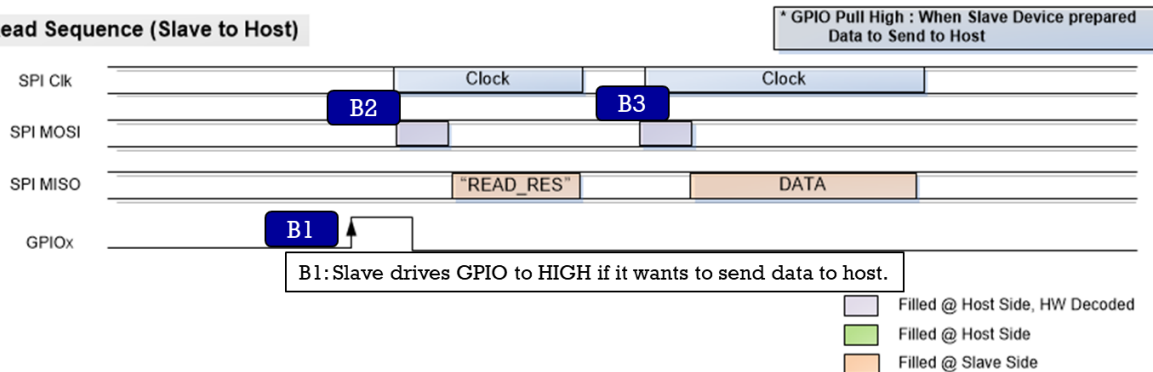 ead Sequence (Slave to Host)
* GPIO Pull High : When Slave Device prepared
Data to Send to Host
SPI Clk
Clock
Clock
B2
B3
SPI MOSI
SPI MISO
“READ_RES”
DATA
B1
GPIOx
B1: Slave drives GPIO to HIGH if it wants to send data to host.
Filled @ Host Side, HW Decoded
Filled @ Host Side
Filled @ Slave Side